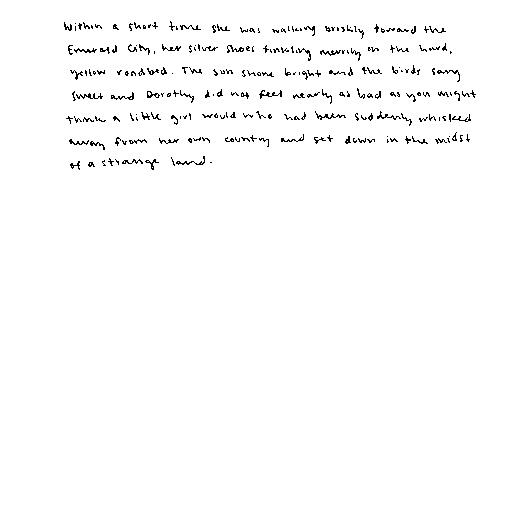 Within a short time she was walking briskly toward the
Emerald City, her silver shoes tinkling merrily on the hard,
yellow roadbed. The sun shone bright and the birds sang
sweet and Dorothy did not feel nearly as bad as you might
think a little girl would who had been suddenly whisked
away from her own country and set down in the midst
of a strange land.